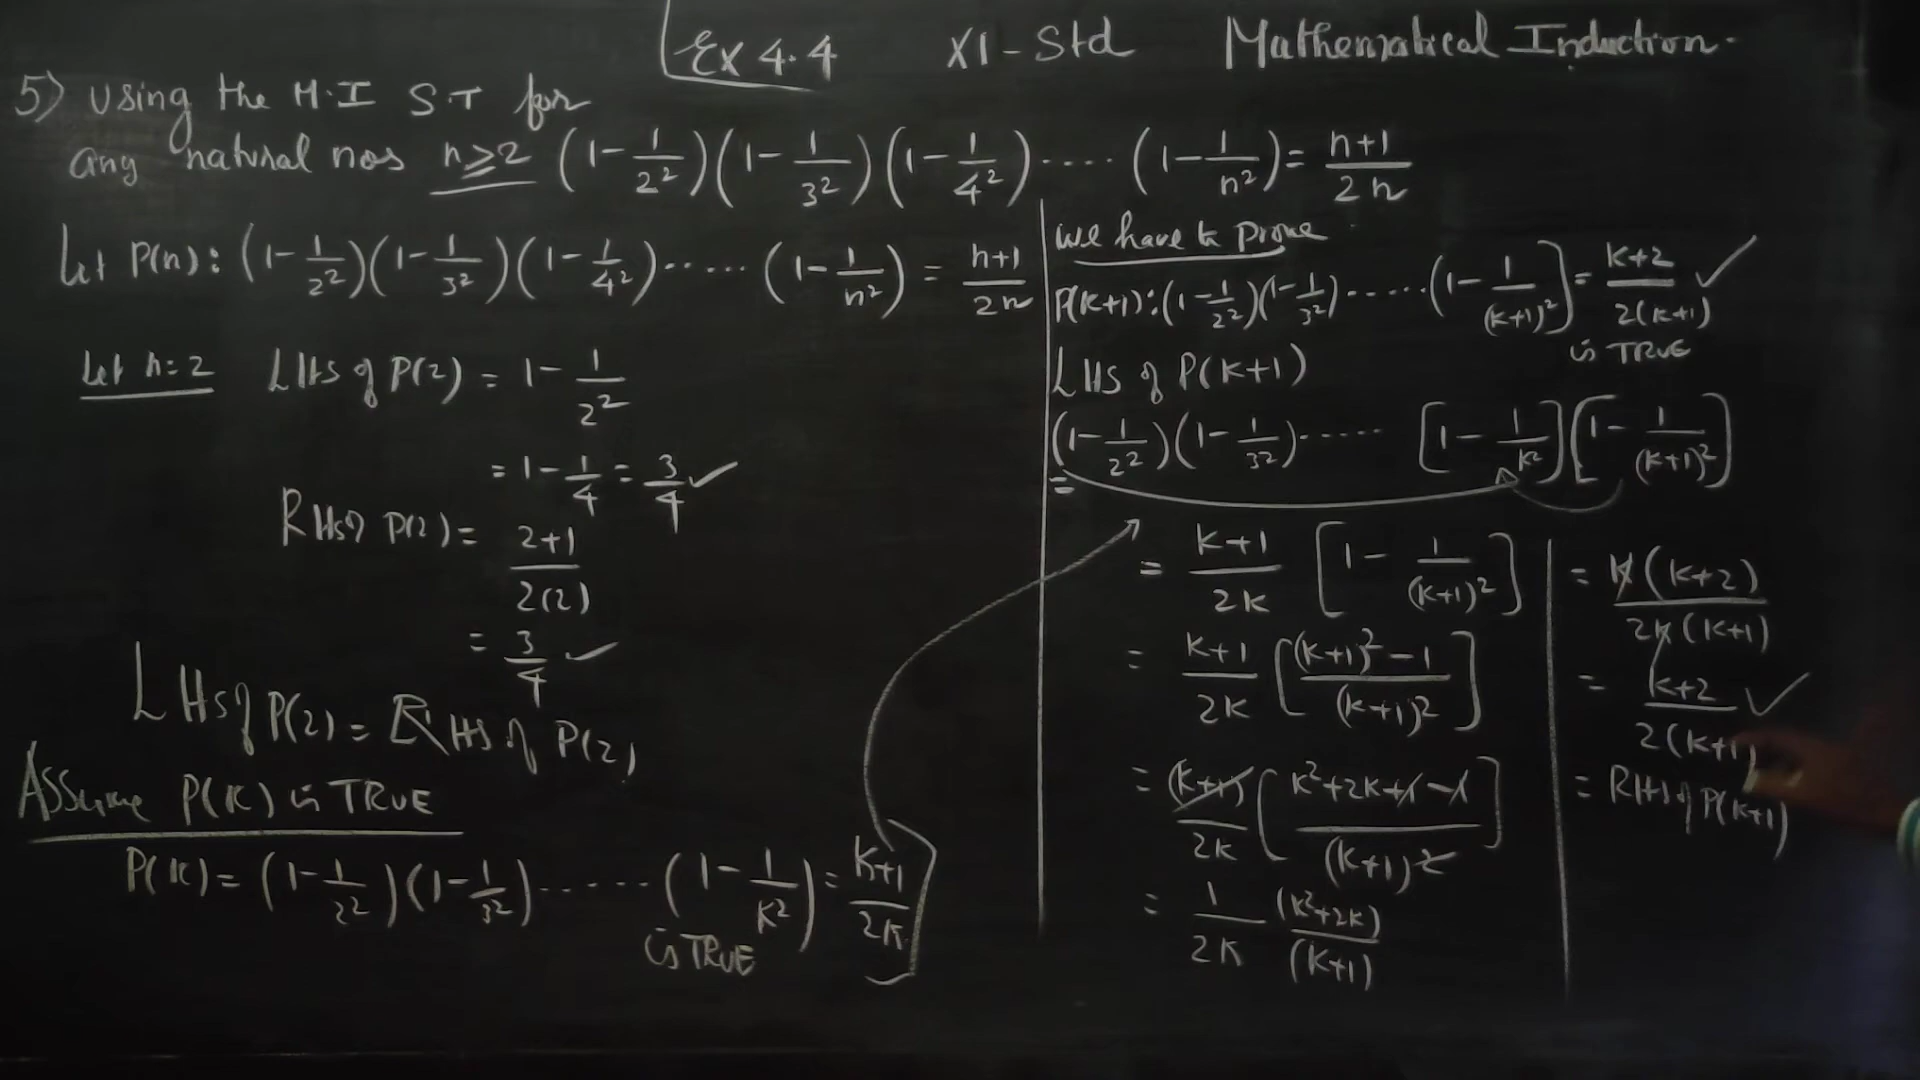 Ex 4.4 XI-Std Mathematical Induction.
5) Using the M.I S.T for
any natural nos n≥2 (1-1/2²)(1-1/3²)(1-1/4²).....(1-1/n²)=n+1/2n
Let P(n): (1-1/2²)(1-1/3²)(1-1/4²)......(1-1/n²) = n+1/2n
Let n=2 LHS of P(2) = 1-1/2²
= 1-1/4 = 3/4 ✓
RHS of P(2) = 2+1/2(2)
= 3/4 ✓
LHS of P(2) = RHS of P(2)
Assume P(K) is TRUE
P(K) = (1-1/2²)(1-1/3²)......(1-1/K²) = K+1/2K
is TRUE
We have to prove
P(K+1): (1-1/2²)(1-1/3²)......(1-1/(K+1)²] = K+2/2(K+1) ✓
is TRUE
LHS of P(K+1)
(1-1/2²)(1-1/3²)...... [1-1/K²][1-1/(K+1)²]
=
= K+1/2K [1-1/(K+1)²]
= K+1/2K [(K+1)²-1/(K+1)²]
= (K+1)/2K [K²+2K+1-1/(K+1)²]
= 1/2K (K²+2K)/(K+1)
= K(K+2)/2K(K+1)
= K+2/2(K+1) ✓
= RHS of P(K+1)